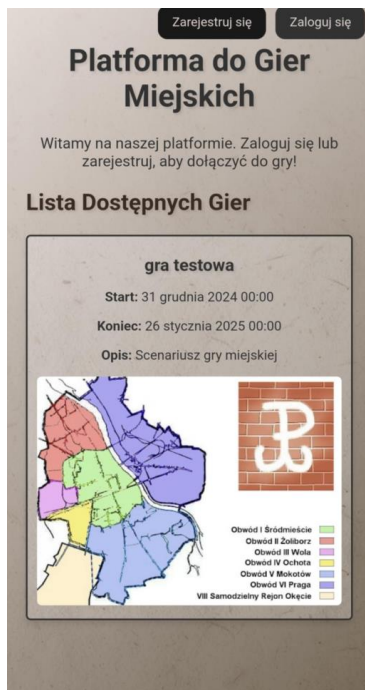 Zarejestruj się
Zaloguj się
Platforma do Gier
Miejskich
Witamy na naszej platformie. Zaloguj się lub
zarejestruj, aby dołączyć do gry!
Lista Dostępnych Gier
gra testowa
Start: 31 grudnia 2024 00:00
Koniec: 26 stycznia 2025 00:00
Opis: Scenariusz gry miejskiej
Obwód I Śródmieście
Obwód II Żoliborz
Obwód III Wola
Obwód IV Ochota
Obwód V Mokotów
Obwód VI Praga
VIII Samodzielny Rejon Okęcie